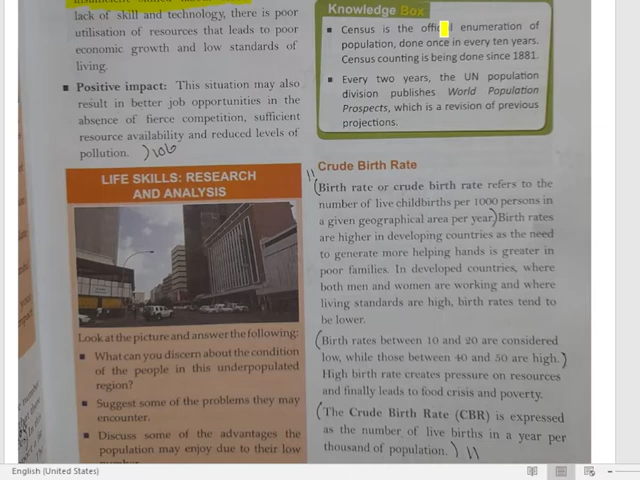 insufficient skilled labour
lack of skill and technology, there is poor
utilisation of resources that leads to poor
economic growth and low standards of
living.
▪ Positive impact: This situation may also
result in better job opportunities in the
absence of fierce competition, sufficient
resource availability and reduced levels of
pollution. )106
LIFE SKILLS: RESEARCH
AND ANALYSIS
Look at the picture and answer the following:
▪ What can you discern about the condition
of the people in this underpopulated
region?
▪ Suggest some of the problems they may
encounter.
▪ Discuss some of the advantages the
population may enjoy due to their low
Knowledge Box
▪ Census is the offic l enumeration of
population, done once in every ten years.
Census counting is being done since 1881.
▪ Every two years, the UN population
division publishes World Population
Prospects, which is a revision of previous
projections.
Crude Birth Rate
11
(Birth rate or crude birth rate refers to the
number of live childbirths per 1000 persons in
a given geographical area per year.)Birth rates
are higher in developing countries as the need
to generate more helping hands is greater in
poor families. In developed countries, where
both men and women are working and where
living standards are high, birth rates tend to
be lower.
(Birth rates between 10 and 20 are considered
low, while those between 40 and 50 are high.)
High birth rate creates pressure on resources
and finally leads to food crisis and poverty.
(The Crude Birth Rate (CBR) is expressed
as the number of live births in a year per
thousand of population.) 11
English (United States)